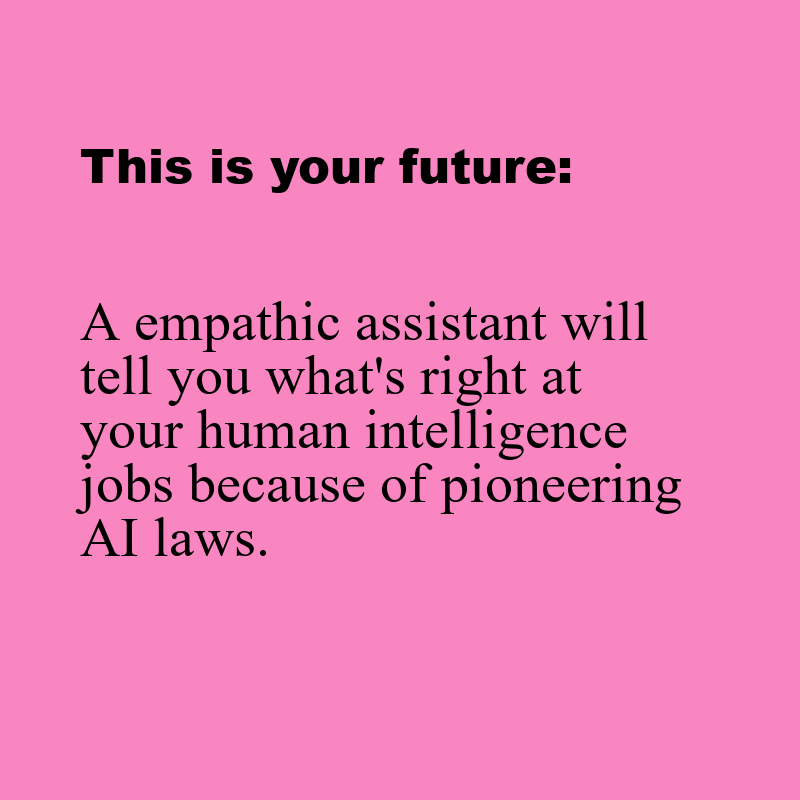 This is your future:
A empathic assistant will
tell you what's right at
your human intelligence
jobs because of pioneering
AI laws.